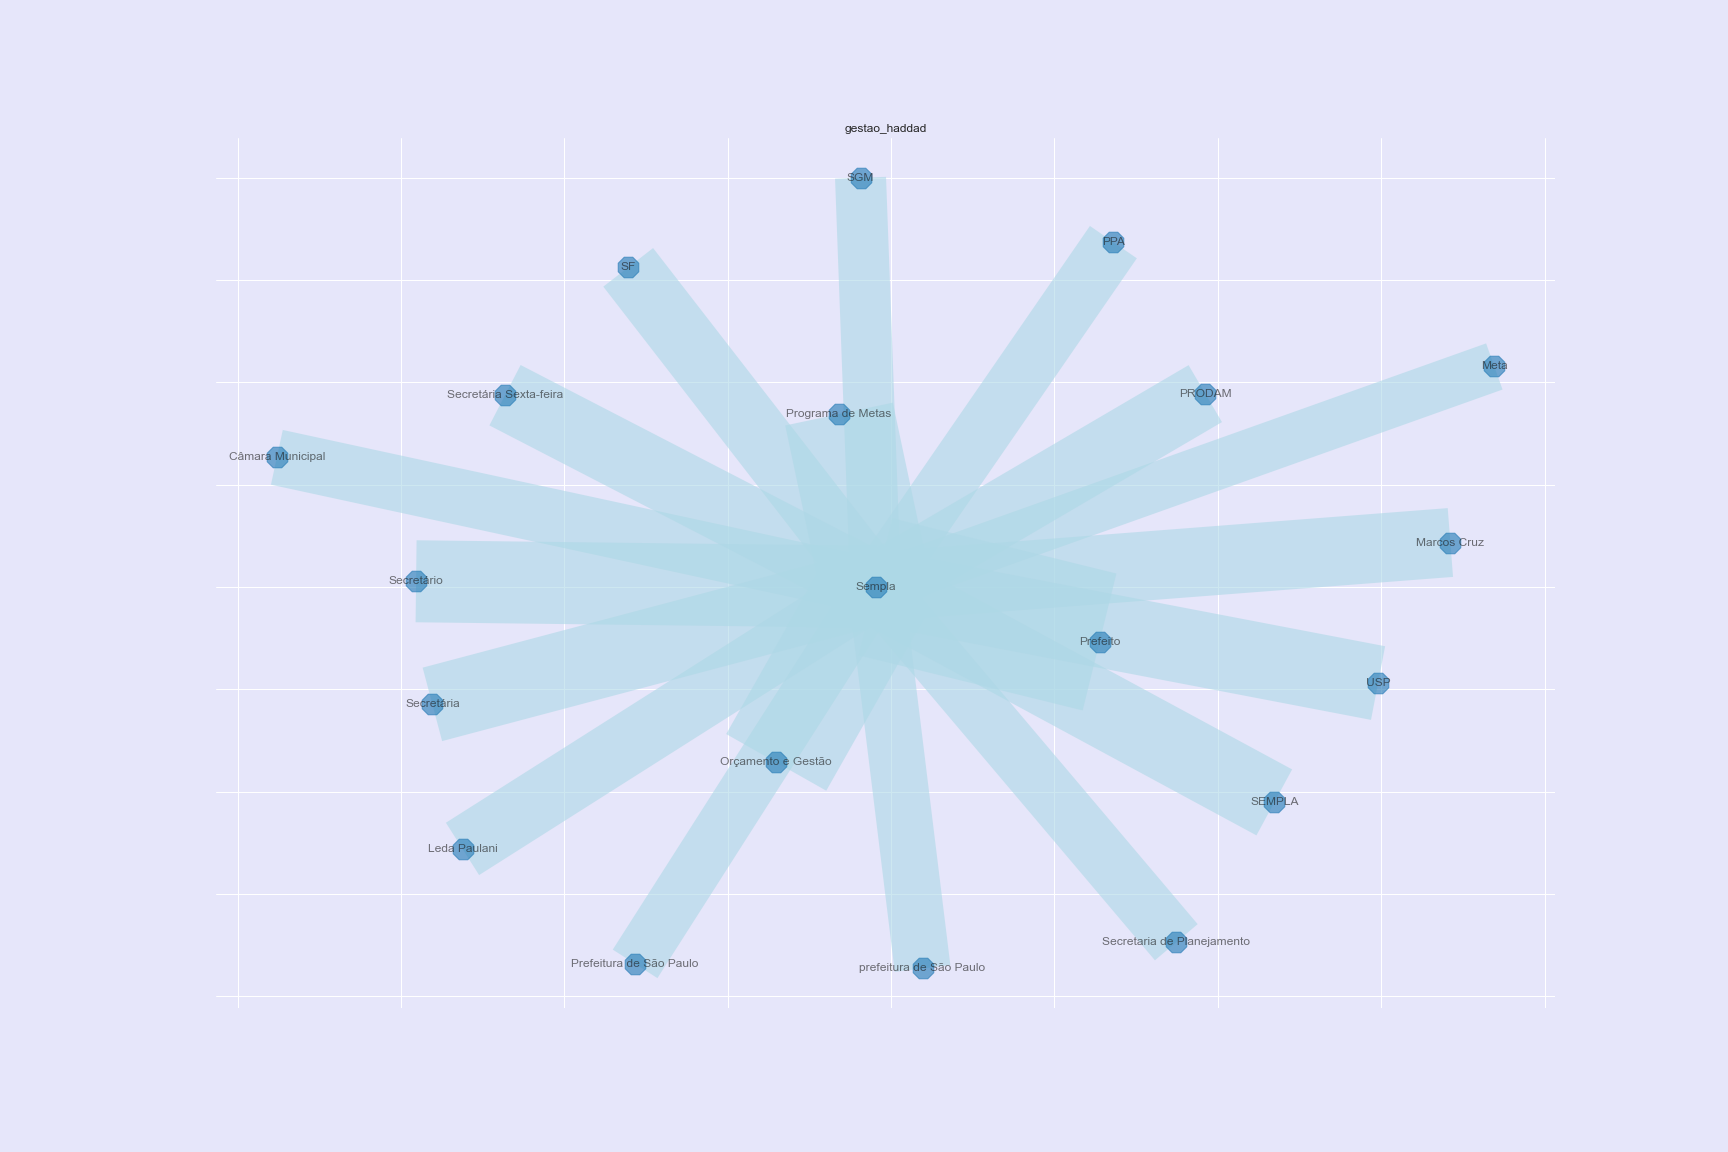 gestao_haddad
SGM
PPA
SF
Meta
PRODAM
Secretária Sexta-feira
Programa de Metas
Câmara Municipal
Marcos Cruz
Secretário
Sempla
Prefeito
USP
Secretária
Orçamento e Gestão
SEMPLA
Leda Paulani
Secretaria de Planejamento
Prefeitura de São Paulo
prefeitura de São Paulo